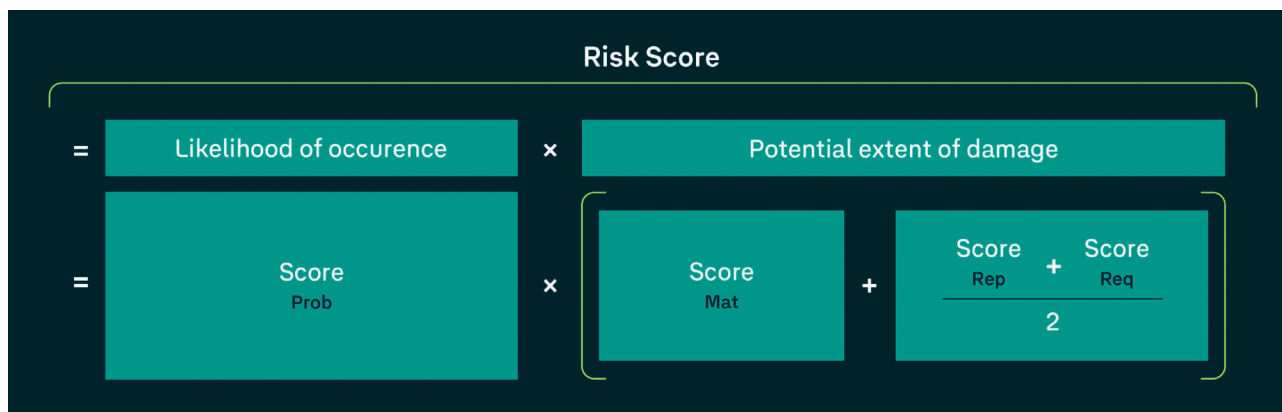 Risk Score
= Likelihood of occurence × Potential extent of damage
= Score Prob × Score Mat + Score Rep + Score Req
2